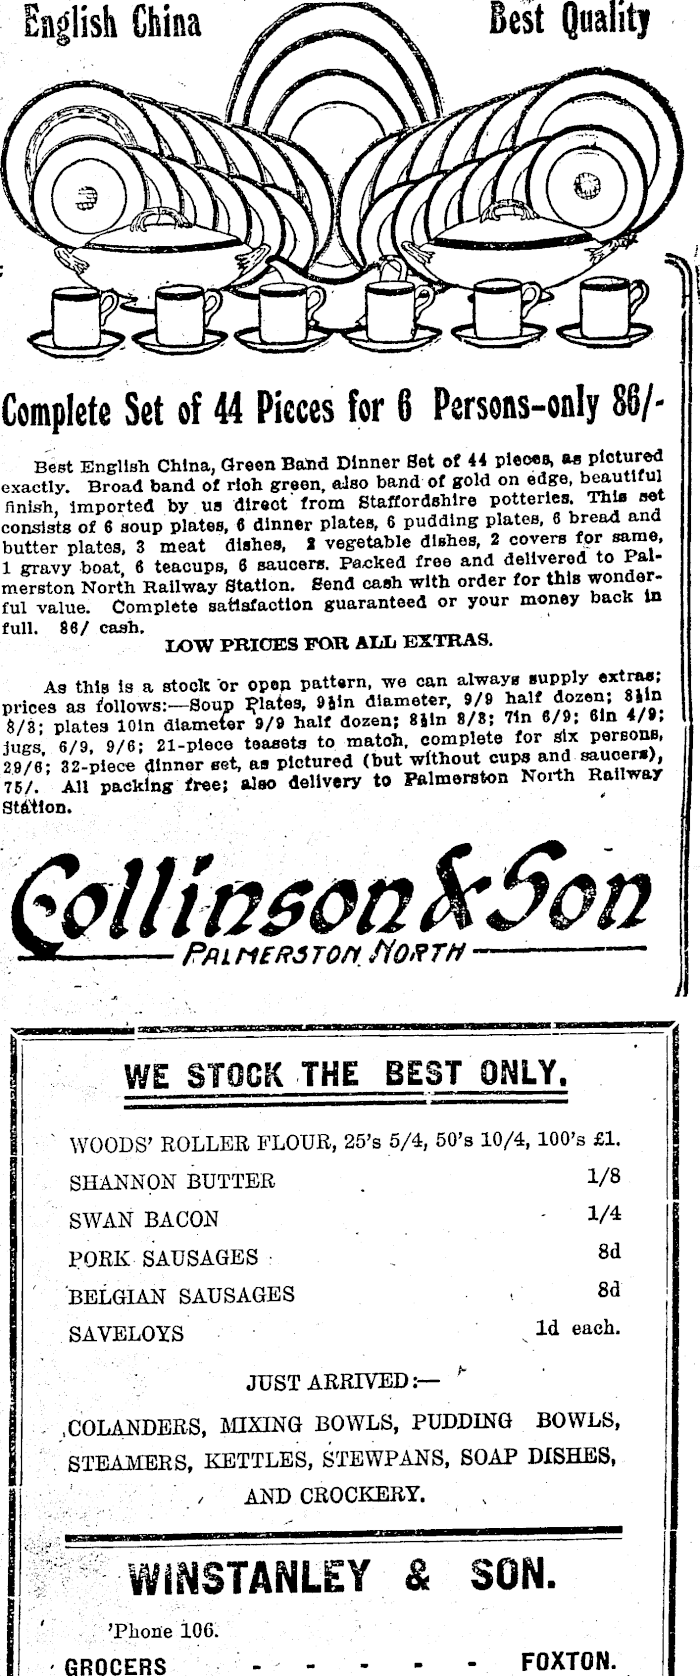 English China Best Quality
Complete Set of 44 Pieces for 6 Persons–only 86/-
Best English China, Green Band Dinner Set of 44 pieces, as pictured
exactly. Broad band of rich green, also band of gold on edge, beautiful
finish, imported by us direct from Staffordshire potteries. This set
consists of 6 soup plates, 6 dinner plates, 6 pudding plates, 6 bread and
butter plates, 3 meat dishes, 2 vegetable dishes, 2 covers for same,
1 gravy boat, 6 teacups, 6 saucers. Packed free and delivered to Pal-
merston North Railway Station. Send cash with order for this wonder-
ful value. Complete satisfaction guaranteed or your money back in
full. 86/ cash.
LOW PRICES FOR ALL EXTRAS.
As this is a stock or open pattern, we can always supply extras;
prices as follows:—Soup Plates, 9½in diameter, 9/9 half dozen; 8½in
8/3; plates 10in diameter 9/9 half dozen; 8½in 8/3; 7in 6/9; 6in 4/9;
jugs, 6/9, 9/6; 21-piece teasets to match, complete for six persons,
29/6; 32-piece dinner set, as pictured (but without cups and saucers),
75/. All packing free; also delivery to Palmerston North Railway
Station.
Collinson & Son
PALMERSTON NORTH
WE STOCK THE BEST ONLY.
WOODS' ROLLER FLOUR, 25's 5/4, 50's 10/4, 100's £1.
SHANNON BUTTER 1/8
SWAN BACON 1/4
PORK SAUSAGES 8d
BELGIAN SAUSAGES 8d
SAVELOYS 1d each.
JUST ARRIVED:—
COLANDERS, MIXING BOWLS, PUDDING BOWLS,
STEAMERS, KETTLES, STEWPANS, SOAP DISHES,
AND CROCKERY.
WINSTANLEY & SON.
'Phone 106.
GROCERS - - - - - FOXTON.